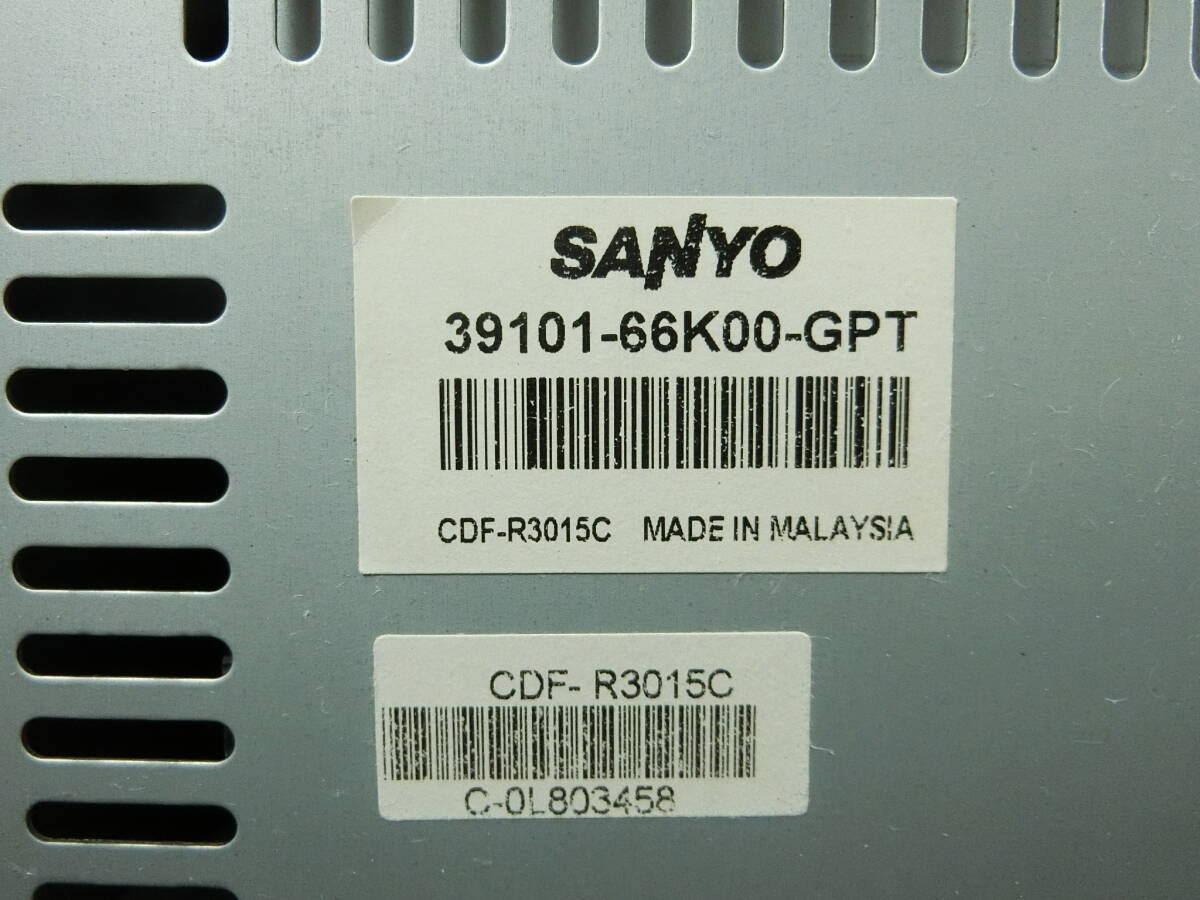 SANYO
39101-66K00-GPT
CDF-R3015C MADE IN MALAYSIA
CDF- R3015C
C-0L803458